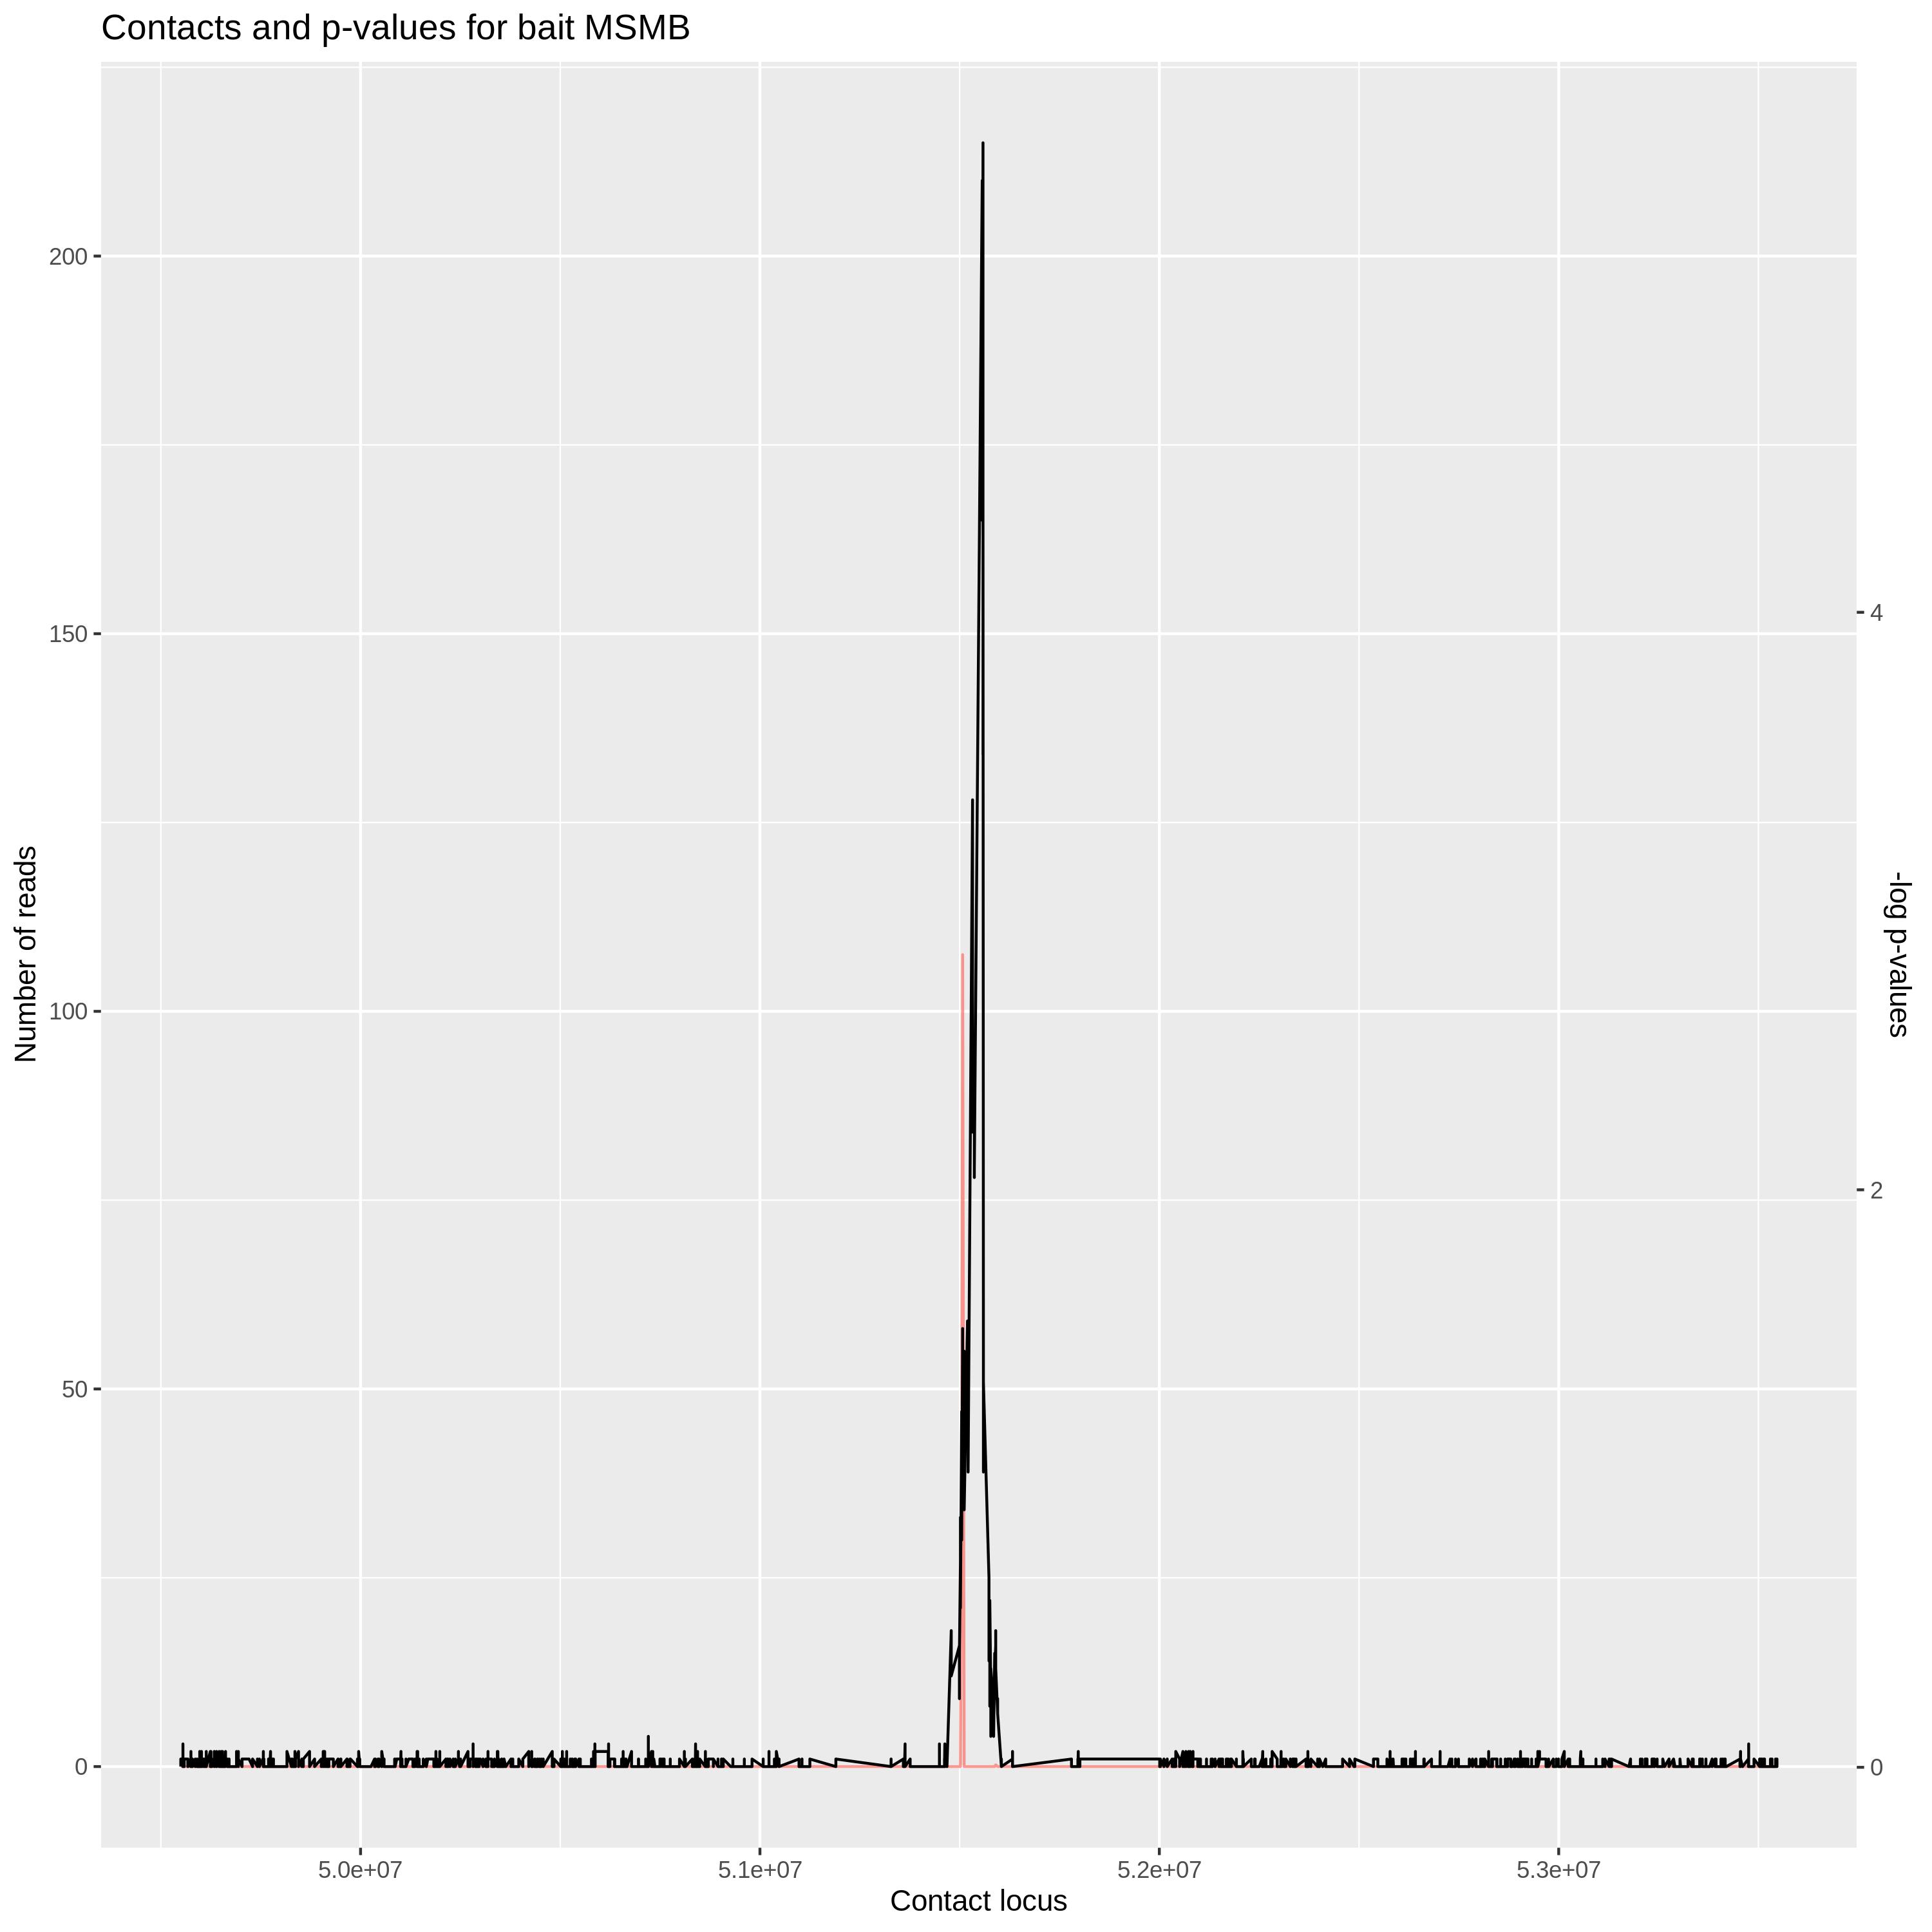 Contacts and p-values for bait MSMB
200
150
100
50
0
Number of reads
4
2
0
-log p-values
5.0e+07
5.1e+07
5.2e+07
5.3e+07
Contact locus